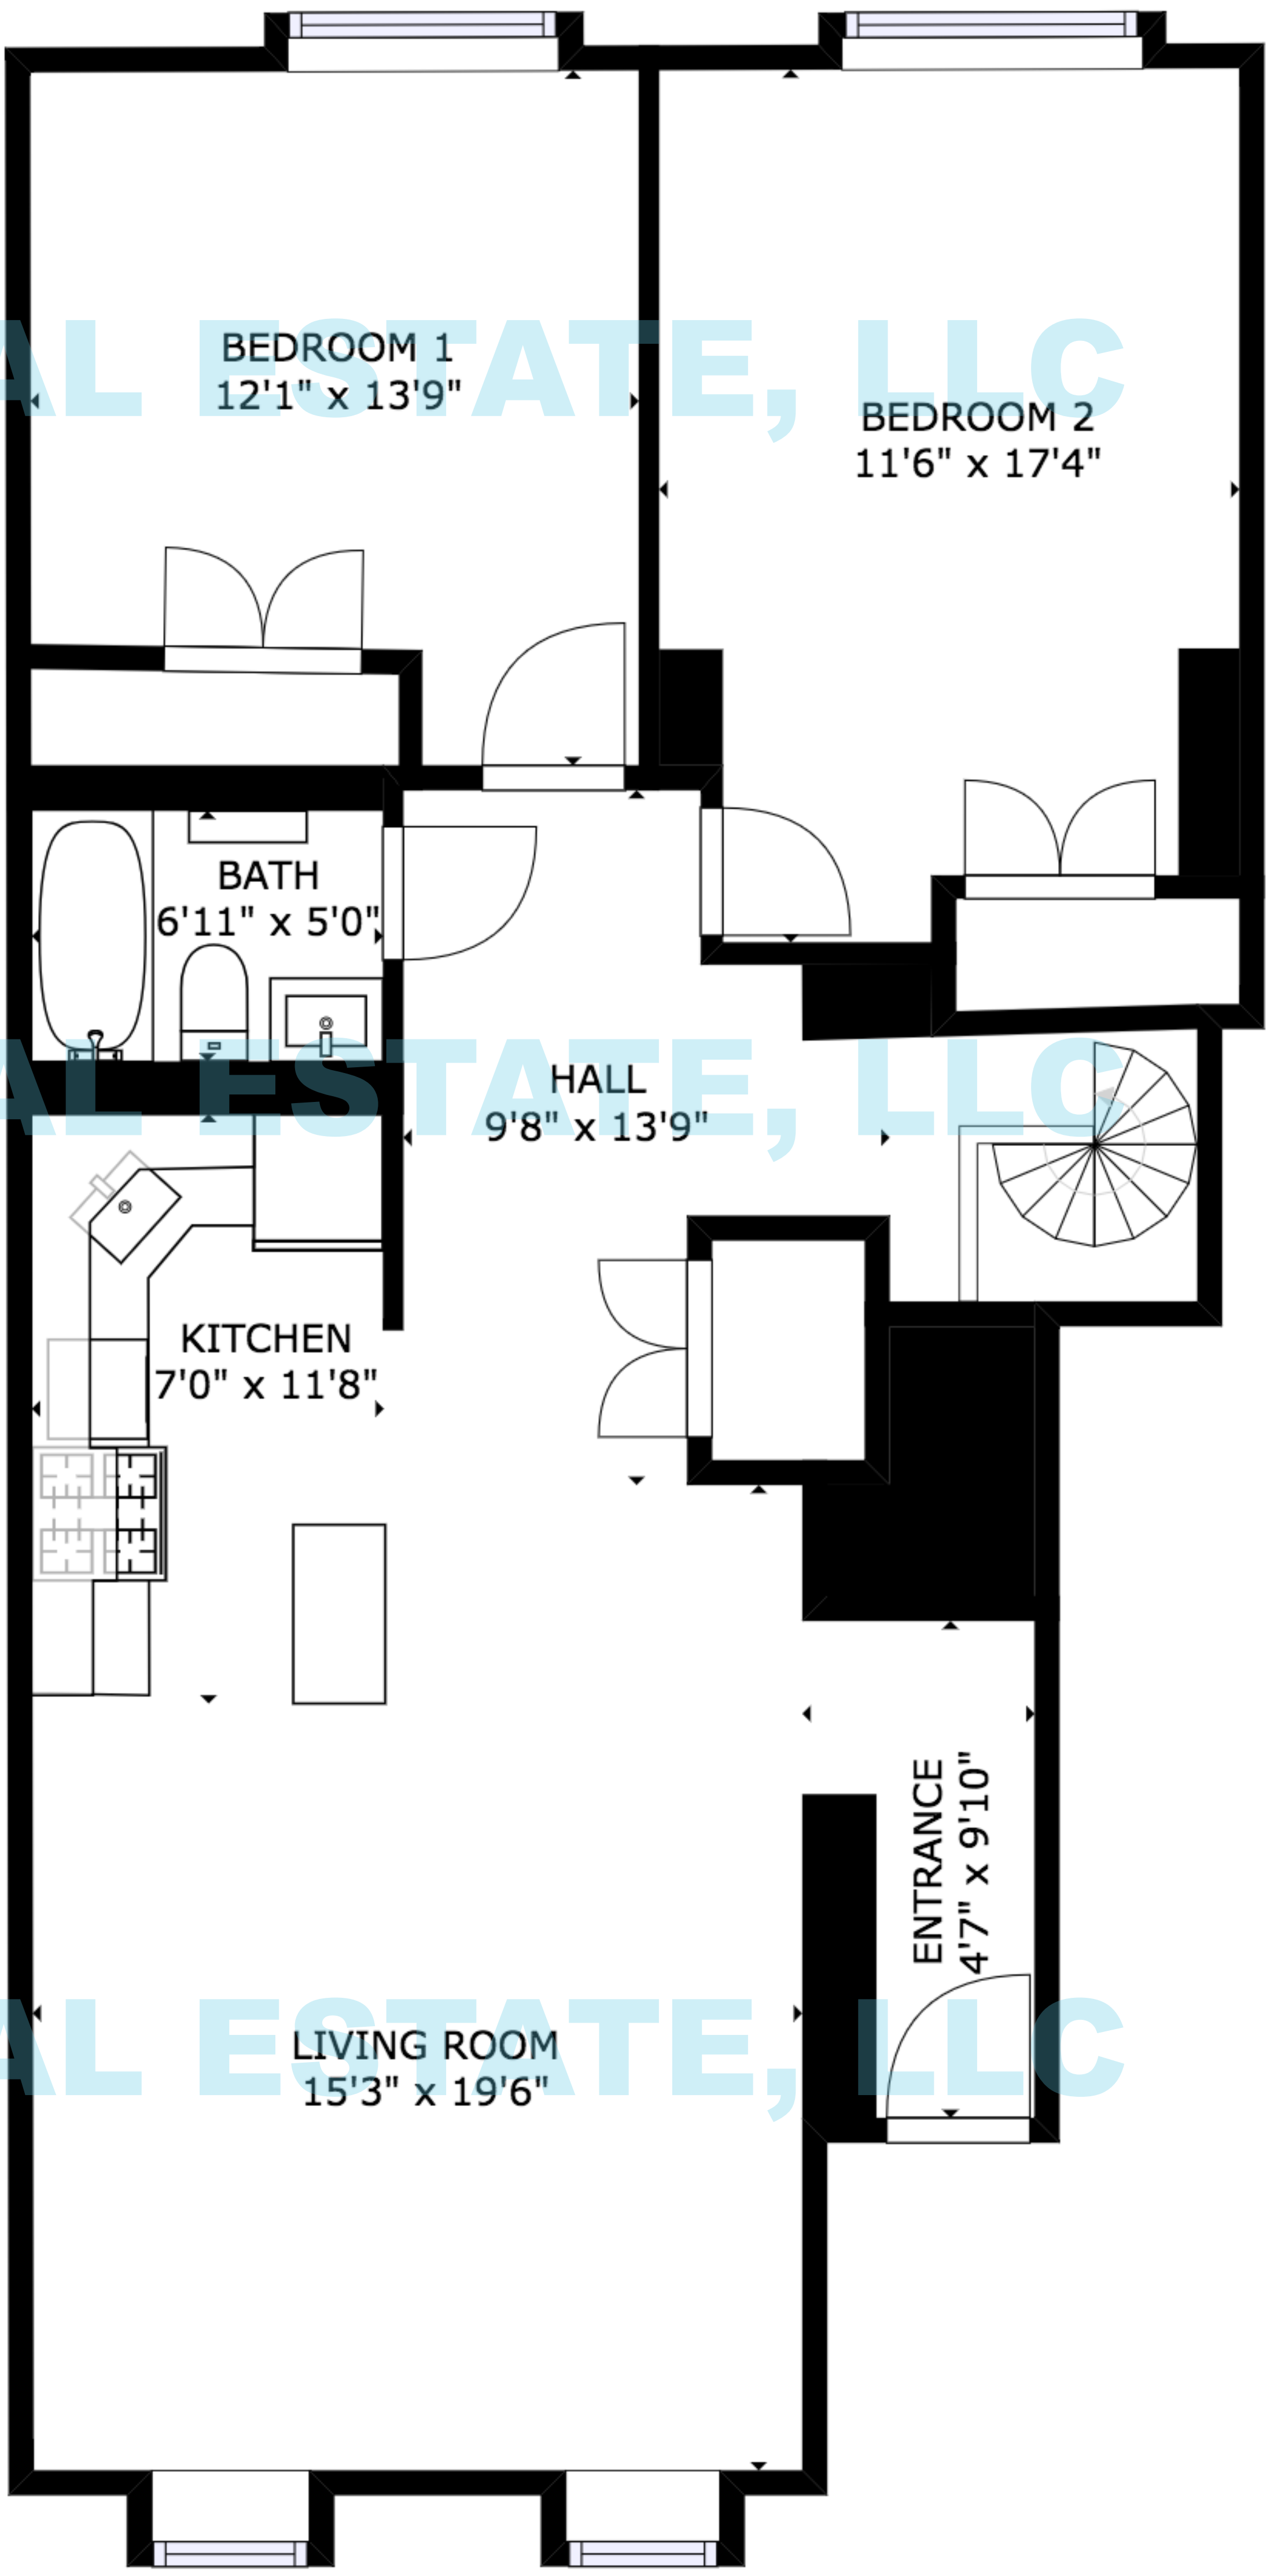 BEDROOM 1
12'1" x 13'9"
AL ESTATE, LLC
BEDROOM 2
11'6" x 17'4"
BATH
6'11" x 5'0"
HALL
9'8" x 13'9"
AL ESTATE, LLC
KITCHEN
7'0" x 11'8"
ENTRANCE
4'7" x 9'10"
LIVING ROOM
15'3" x 19'6"
AL ESTATE, LLC